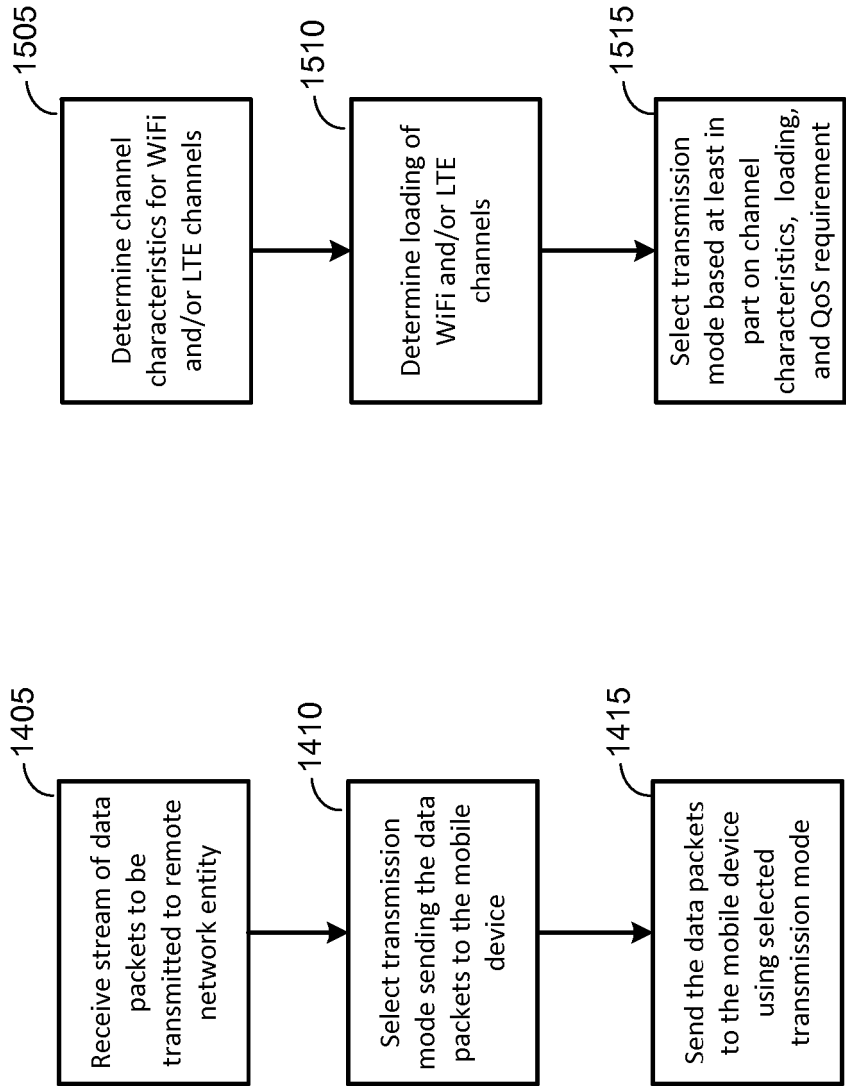 1405
Receive stream of data
packets to be
transmitted to remote
network entity
1410
Select transmission
mode sending the data
packets to the mobile
device
1415
Send the data packets
to the mobile device
using selected
transmission mode
1505
Determine channel
characteristics for WiFi
and/or LTE channels
1510
Determine loading of
WiFi and/or LTE
channels
1515
Select transmission
mode based at least in
part on channel
characteristics, loading,
and QoS requirement